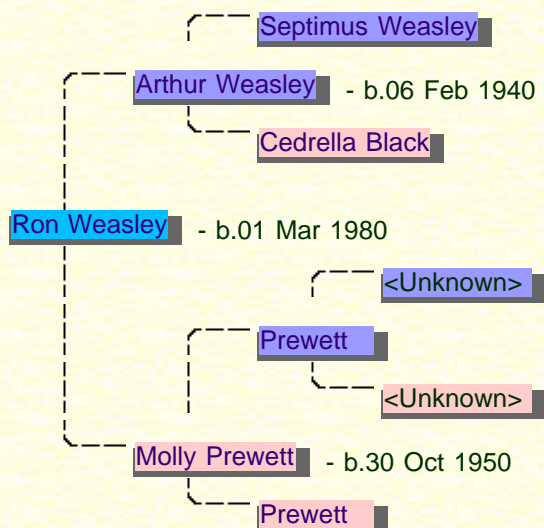 Septimus Weasley
Arthur Weasley - b.06 Feb 1940
Cedrella Black
Ron Weasley - b.01 Mar 1980
<Unknown>
Prewett
<Unknown>
Molly Prewett - b.30 Oct 1950
Prewett